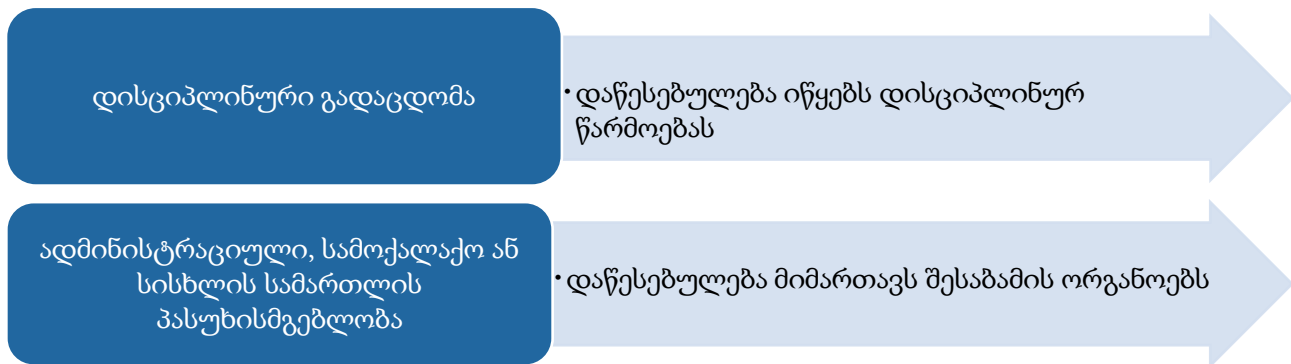 დისციპლინური გადაცდომა
• დაწესებულება იწყებს დისციპლინურ
წარმოებას
ადმინისტრაციული, სამოქალაქო ან
სისხლის სამართლის
პასუხისმგებლობა
• დაწესებულება მიმართავს შესაბამის ორგანოებს